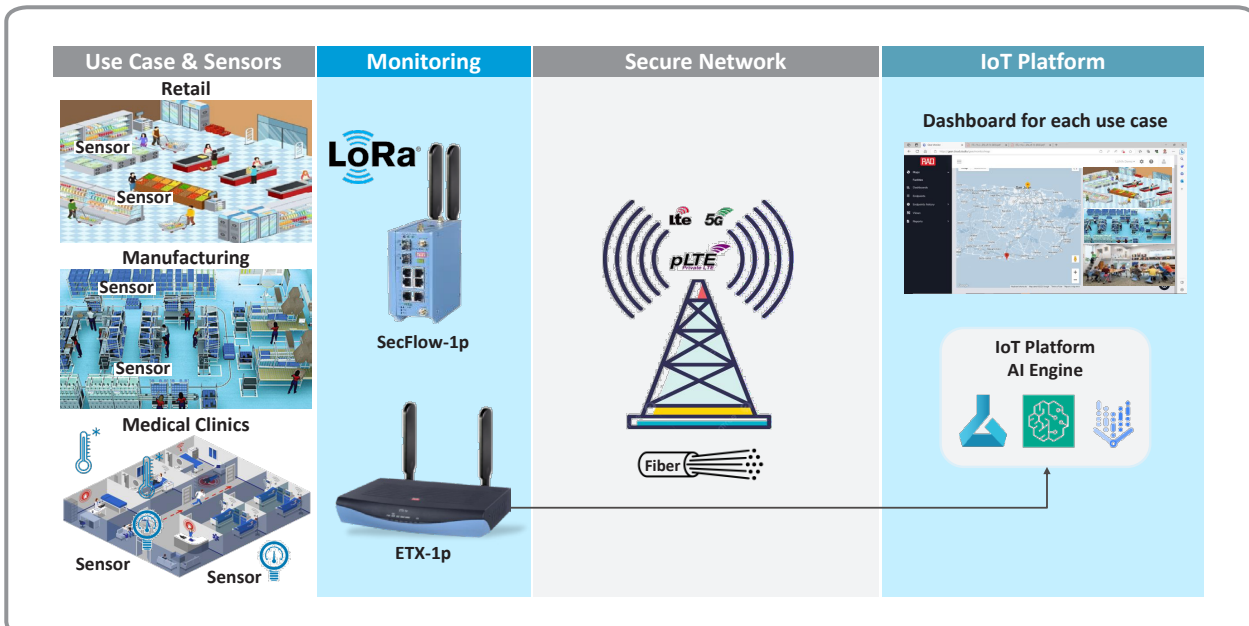 Use Case & Sensors
Monitoring
Secure Network
IoT Platform
Retail
Sensor
Sensor
Manufacturing
Sensor
Sensor
Medical Clinics
Sensor
Sensor
LoRa®
SecFlow-1p
ETX-1p
Lte
5G
pLTE
Private LTE
Fiber
Dashboard for each use case
RAD
IoT Platform
AI Engine